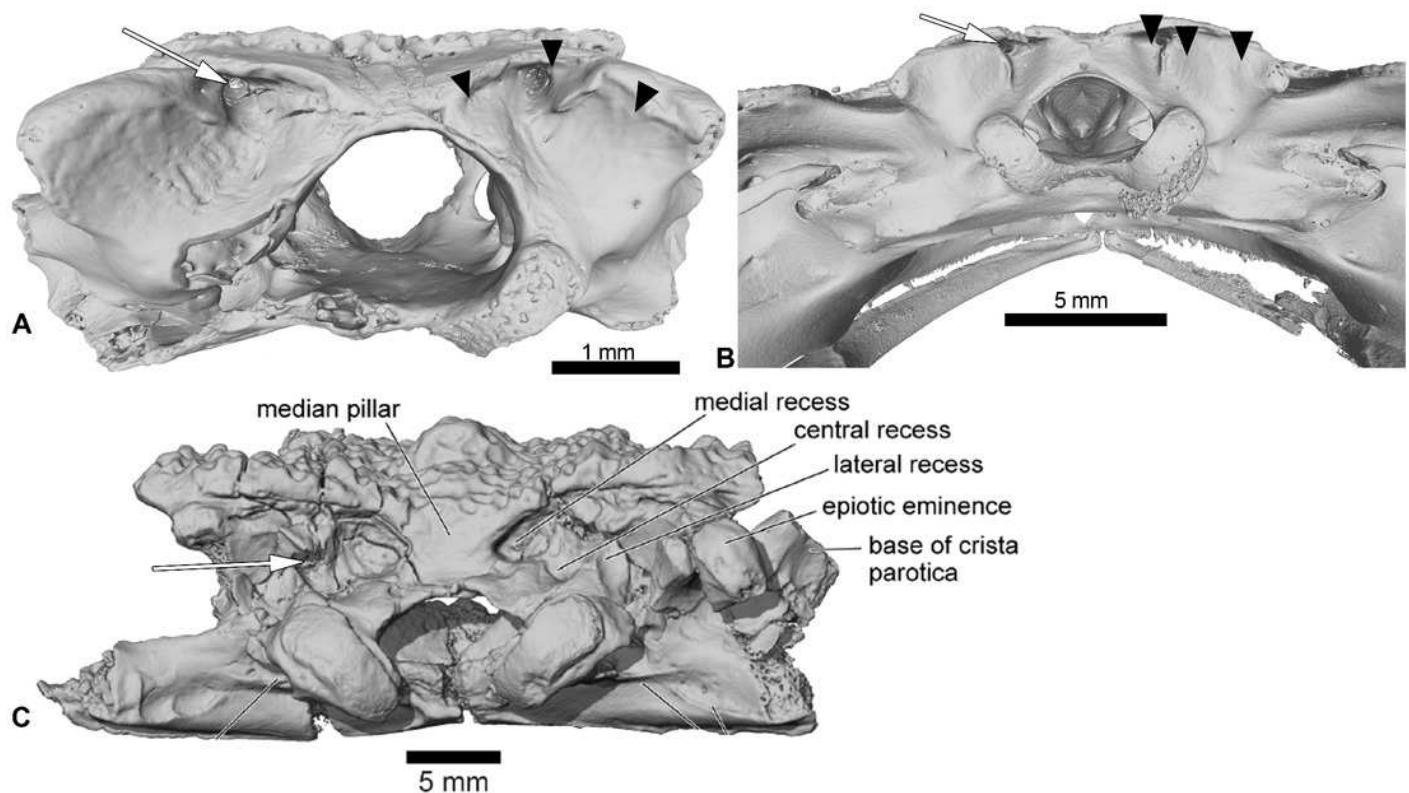 A
1 mm
B
5 mm
median pillar
medial recess
central recess
lateral recess
epiotic eminence
base of crista
parotica
C
5 mm